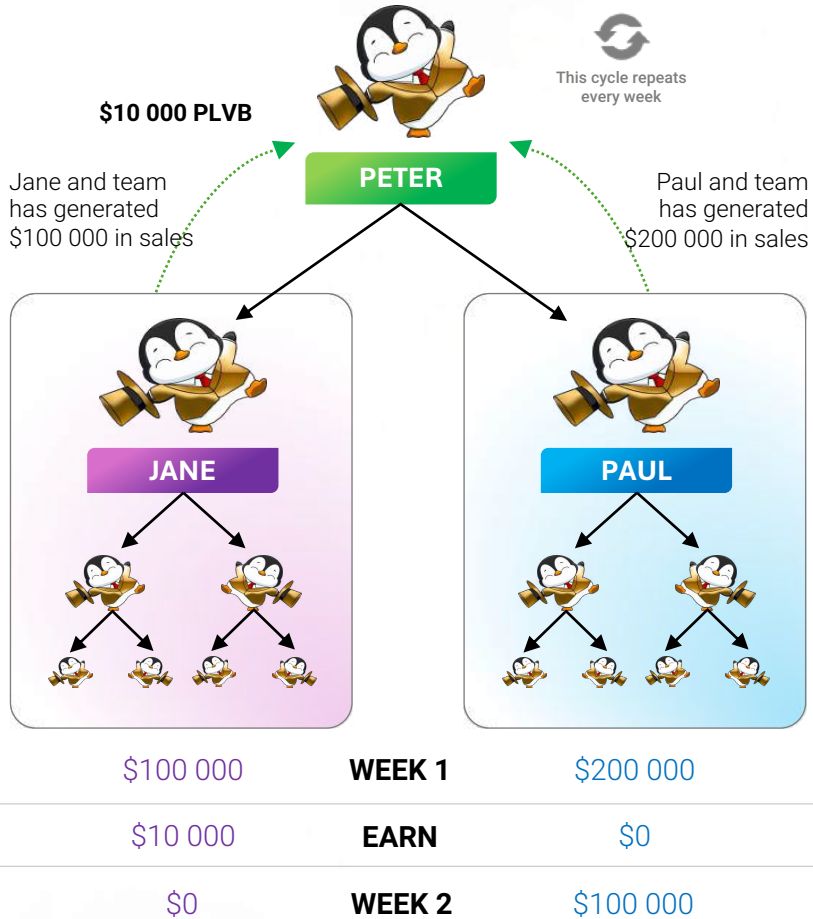 This cycle repeats
every week
$10 000 PLVB
PETER
Jane and team
has generated
$100 000 in sales
Paul and team
has generated
$200 000 in sales
JANE
PAUL
$100 000 WEEK 1 $200 000
$10 000 EARN $0
$0 WEEK 2 $100 000